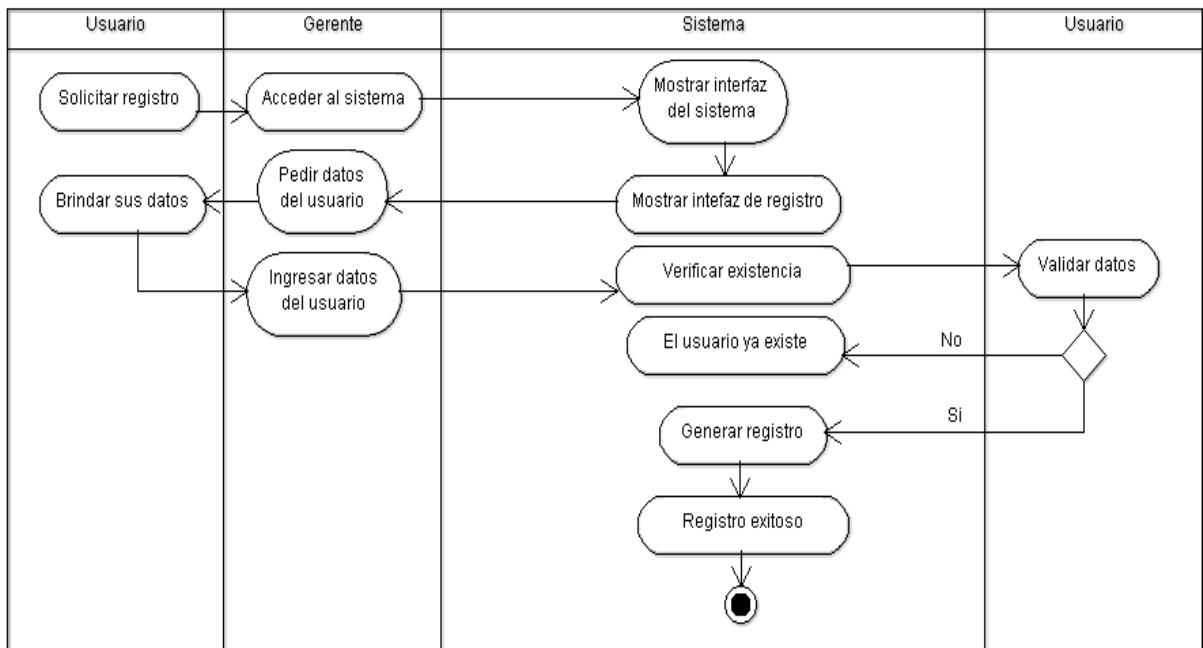 Usuario
Gerente
Sistema
Usuario
Solicitar registro
Acceder al sistema
Mostrar interfaz
del sistema
Brindar sus datos
Pedir datos
del usuario
Mostrar intefaz de registro
Ingresar datos
del usuario
Verificar existencia
Validar datos
El usuario ya existe
No
Si
Generar registro
Registro exitoso